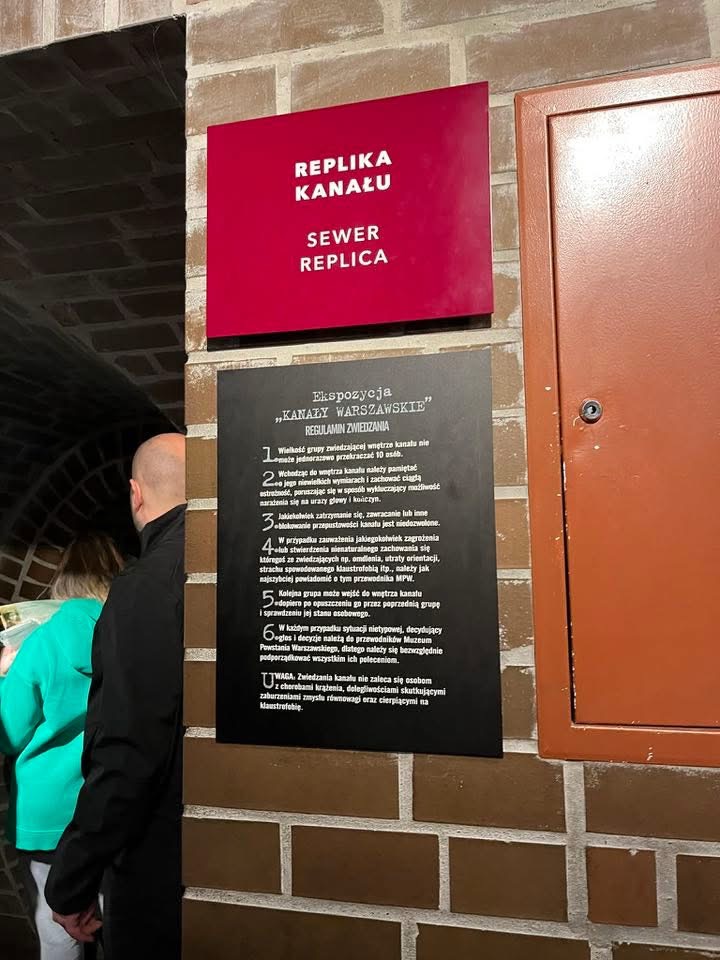 REPLIKA
KANAŁU
SEWER
REPLICA
Ekspozycja
„KANAŁY WARSZAWSKIE”
REGULAMIN ZWIEDZANIA
1. Wielkość grupy zwiedzającej wnętrze kanału nie
może jednorazowo przekraczać 10 osób.
2. Wchodząc do wnętrza kanału należy pamiętać
o jego niewielkich wymiarach i zachować ciągłą
ostrożność, poruszając się w sposób wykluczający możliwość
narażenia się na urazy głowy i kończyn.
3. Jakiekolwiek zatrzymanie się, zawracanie lub inne
blokowanie przepustowości kanału jest niedozwolone.
4. W przypadku zauważenia jakiegokolwiek zagrożenia
lub stwierdzenia nienaturalnego zachowania się
któregoś ze zwiedzających np. omdlenia, utraty orientacji,
strachu spowodowanego klaustrofobią itp., należy jak
najszybciej powiadomić o tym przewodnika MPW.
5. Kolejna grupa może wejść do wnętrza kanału
dopiero po opuszczeniu go przez poprzednią grupę
i sprawdzeniu jej stanu osobowego.
6. W każdym przypadku sytuacji nietypowej, decydujący
głos i decyzje należą do przewodników Muzeum
Powstania Warszawskiego, dlatego należy się bezwzględnie
podporządkować wszystkim ich poleceniom.
UWAGA: Zwiedzania kanału nie zaleca się osobom
z chorobami krążenia, dolegliwościami skutkującymi
zaburzeniami zmysłu równowagi oraz cierpiącymi na
klaustrofobię.